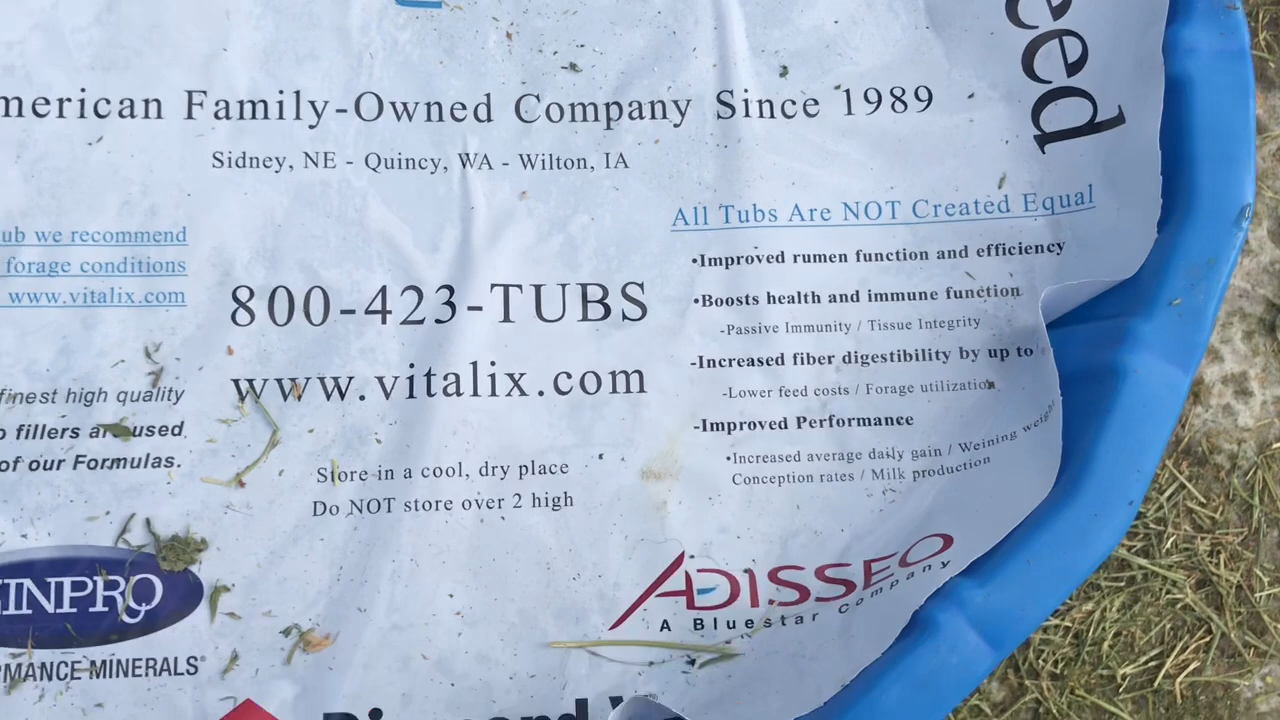 eed
merican Family-Owned Company Since 1989
Sidney, NE - Quincy, WA - Wilton, IA
All Tubs Are NOT Created Equal
•Improved rumen function and efficiency
•Boosts health and immune function
-Passive Immunity / Tissue Integrity
-Increased fiber digestibility by up to
-Lower feed costs / Forage utilization
-Improved Performance
•Increased average daily gain / Weining weigh
Conception rates / Milk production
ub we recommend
forage conditions
www.vitalix.com
800-423-TUBS
www.vitalix.com
finest high quality
o fillers are used
of our Formulas.
Store in a cool, dry place
Do NOT store over 2 high
ZINPRO
RMANCE MINERALS®
ADISSEO
A Bluestar Company
Diamond V